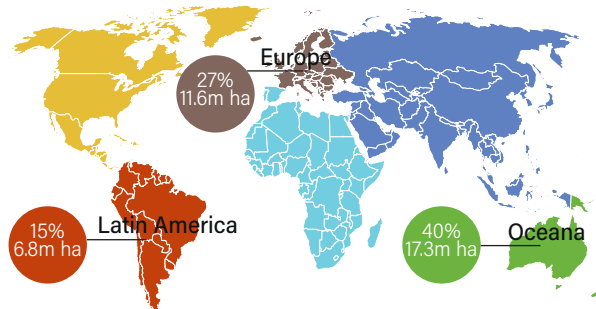 Europe
27%
11.6m ha
15%
6.8m ha
Latin America
40%
17.3m ha
Oceana